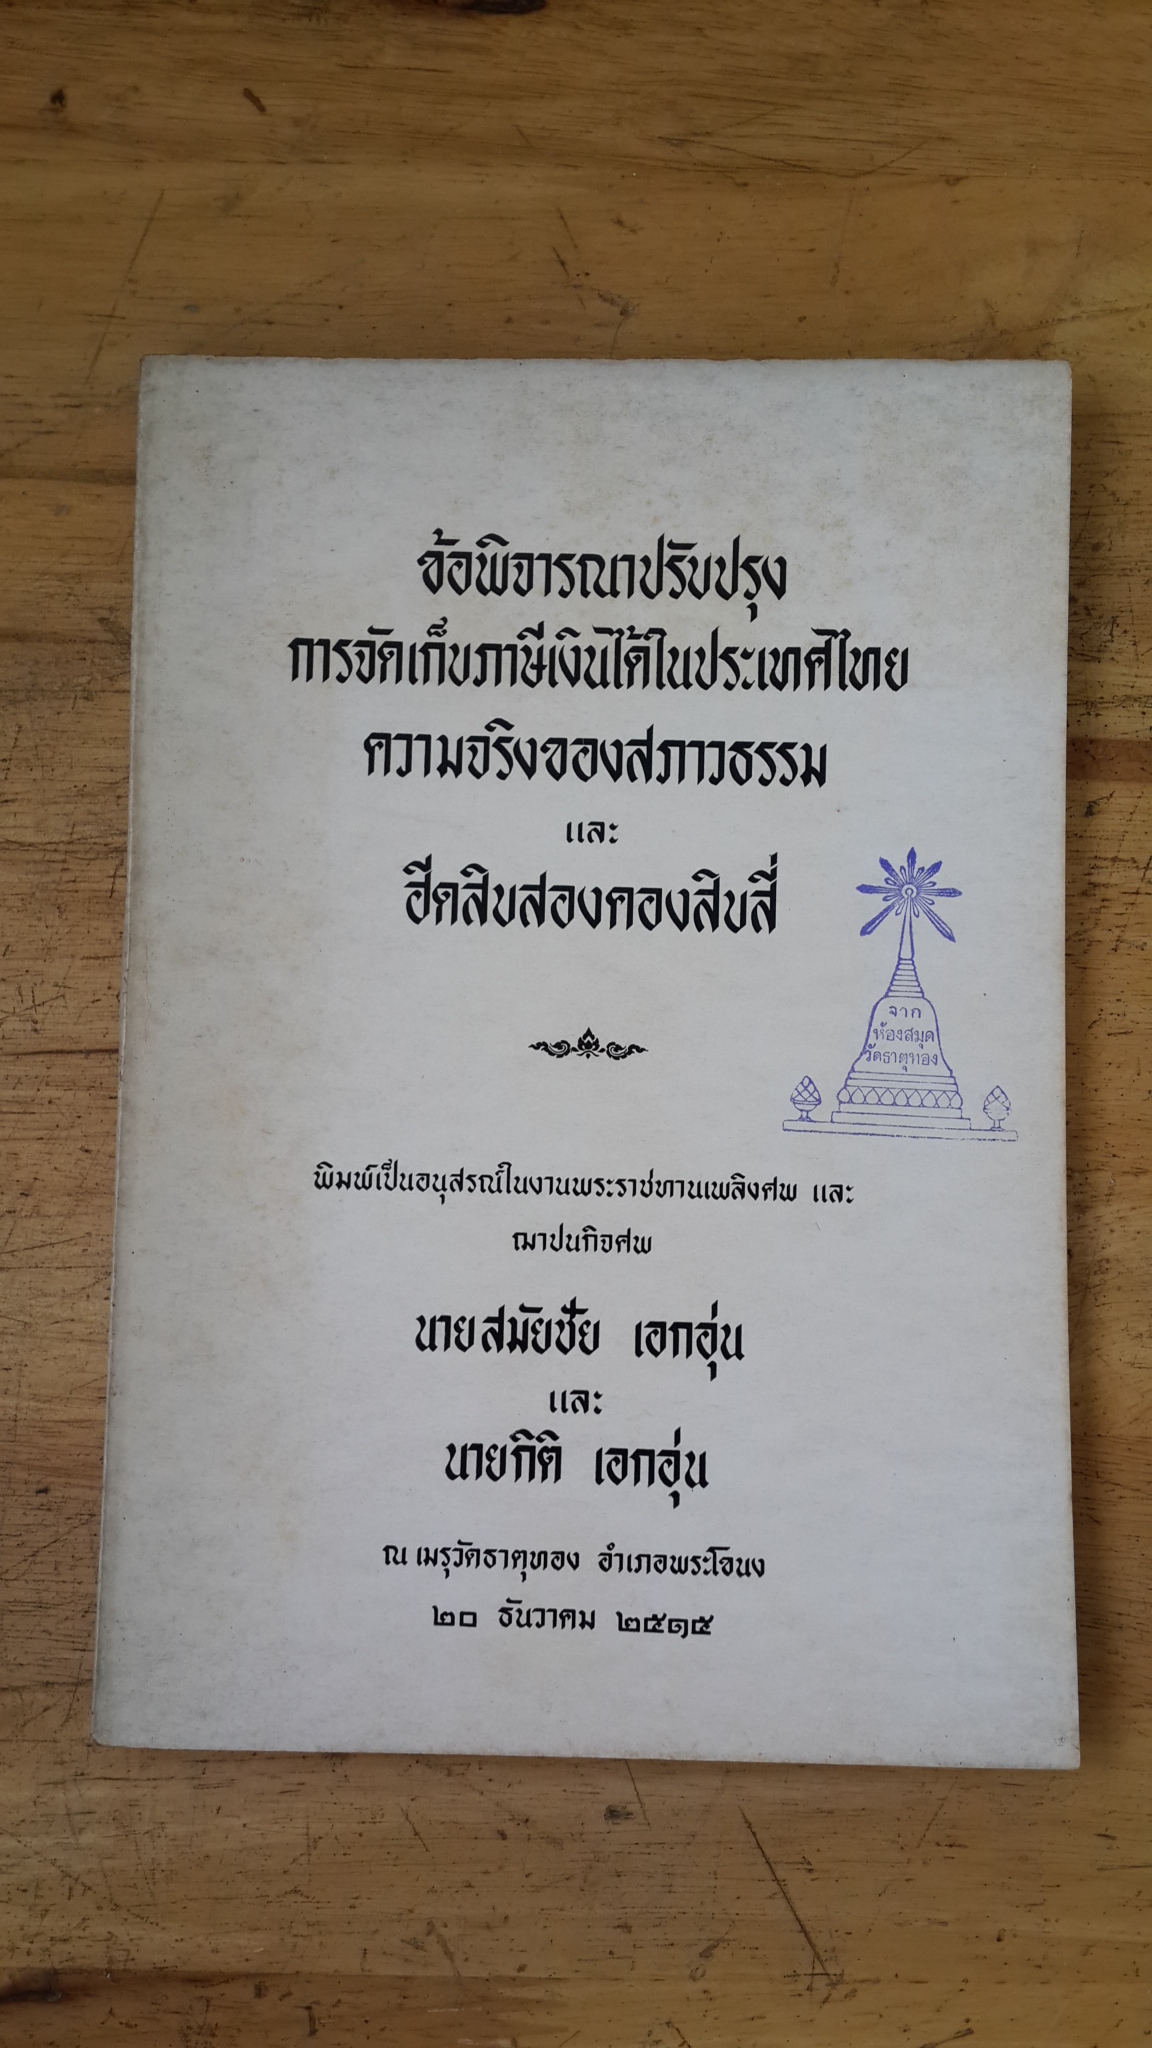 ข้อพิจารณาปรับปรุง
การจัดเก็บภาษีเงินได้ในประเทศไทย
ความจริงของสภาวธรรม
และ
ฮีตสิบสองคองสิบสี่
จาก
ห้องสมุด
วัดธาตุทอง
พิมพ์เป็นอนุสรณ์ในงานพระราชทานเพลิงศพ และ
ฌาปนกิจศพ
นายสมัยชัย เอกอุ่น
และ
นายกิติ เอกอุ่น
ณ เมรุวัดธาตุทอง อำเภอพระโขนง
๒๐ ธันวาคม ๒๕๑๕